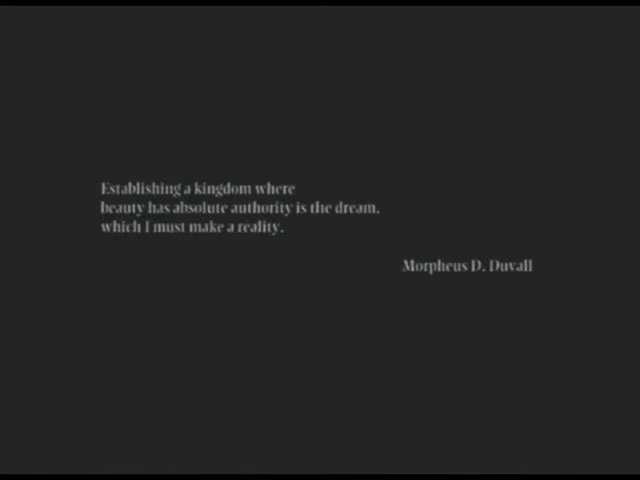 Establishing a kingdom where
beauty has absolute authority is the dream,
which I must make a reality.
Morpheus D. Duvall